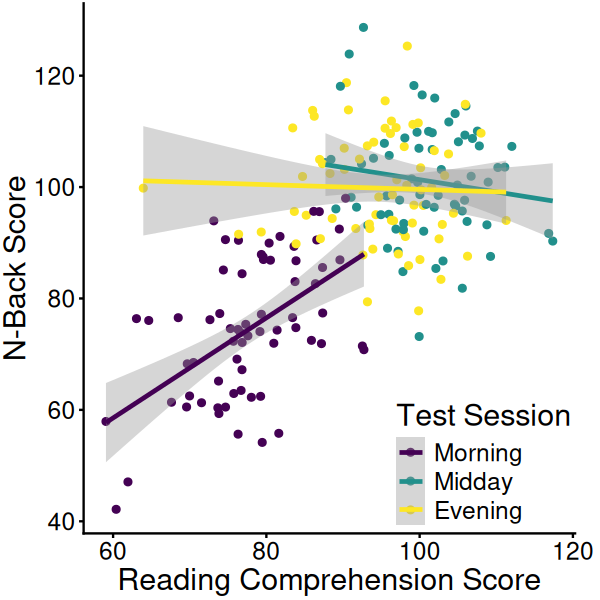 N-Back Score
120
100
80
60
40
60
80
100
120
Reading Comprehension Score
Test Session
Morning
Midday
Evening